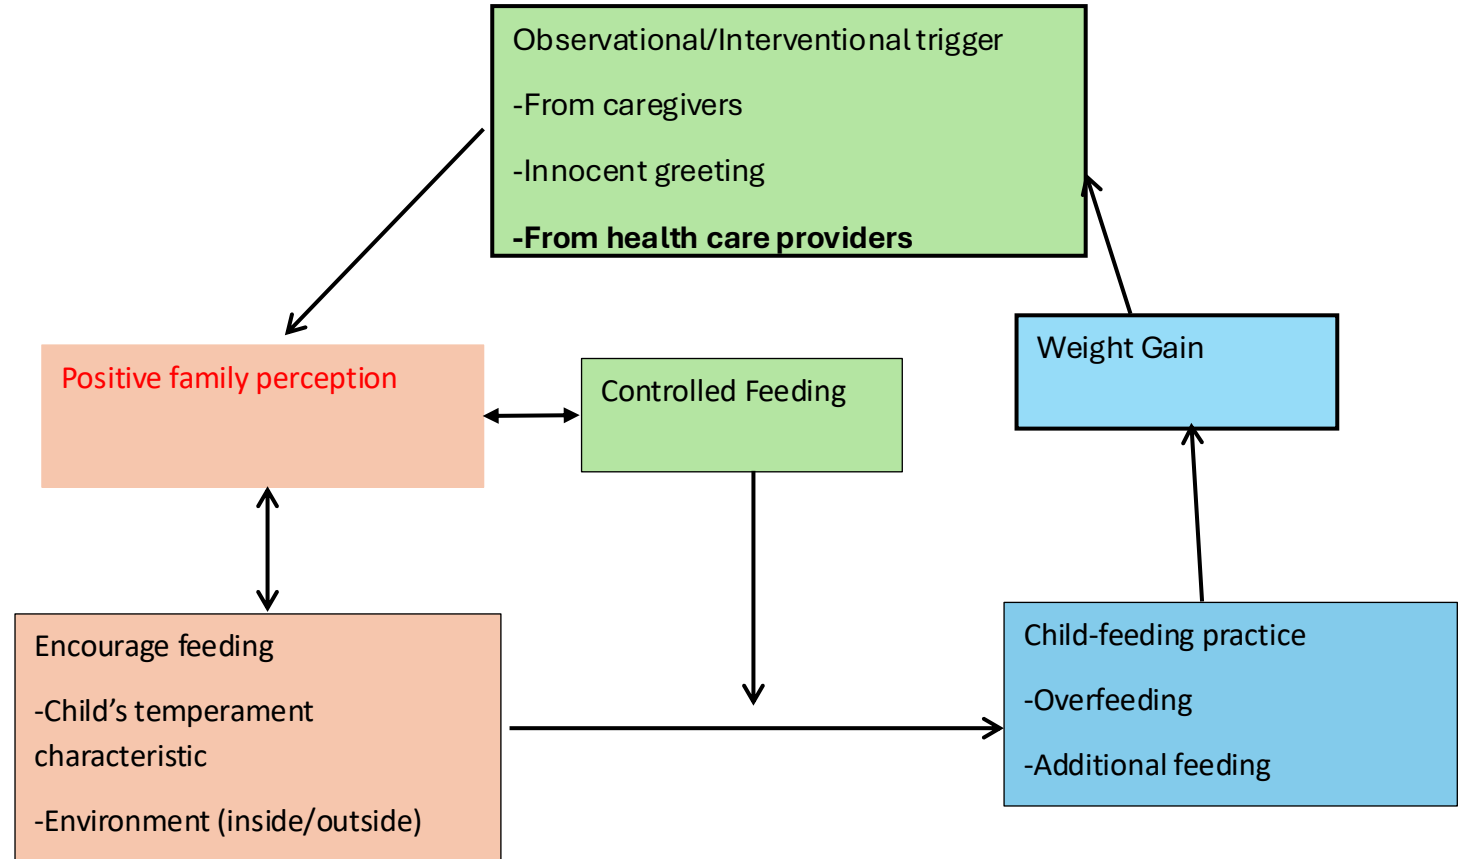 Observational/Interventional trigger
-From caregivers
-Innocent greeting
-From health care providers
Positive family perception
Controlled Feeding
Weight Gain
Encourage feeding
-Child’s temperament
characteristic
-Environment (inside/outside)
Child-feeding practice
-Overfeeding
-Additional feeding